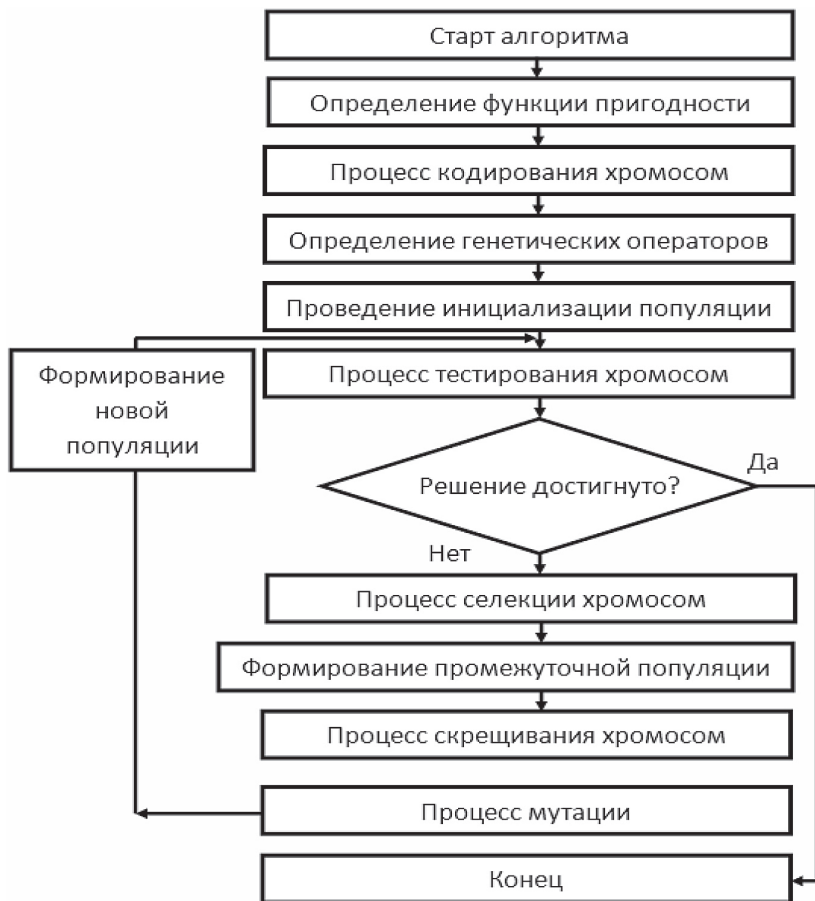 Старт алгоритма
Определение функции пригодности
Процесс кодирования хромосом
Определение генетических операторов
Проведение инициализации популяции
Формирование
новой
популяции
Процесс тестирования хромосом
Решение достигнуто?
Да
Нет
Процесс селекции хромосом
Формирование промежуточной популяции
Процесс скрещивания хромосом
Процесс мутации
Конец